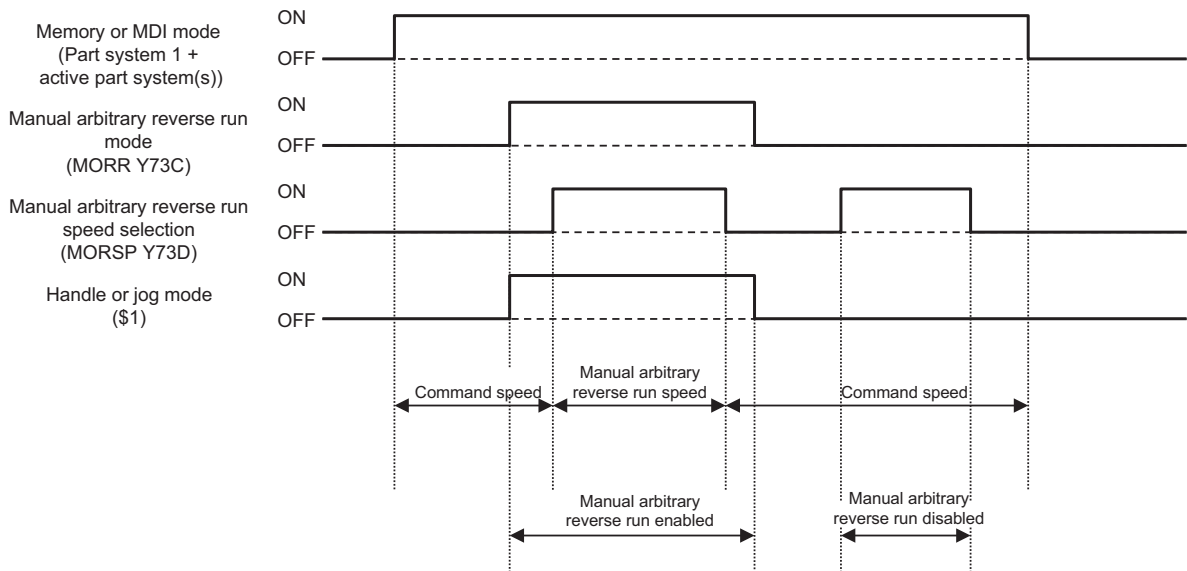 Memory or MDI mode
(Part system 1 +
active part system(s))
ON
OFF
Manual arbitrary reverse run
mode
(MORR Y73C)
ON
OFF
Manual arbitrary reverse run
speed selection
(MORSP Y73D)
ON
OFF
Handle or jog mode
($1)
ON
OFF
Command speed
Manual arbitrary
reverse run speed
Command speed
Manual arbitrary
reverse run enabled
Manual arbitrary
reverse run disabled